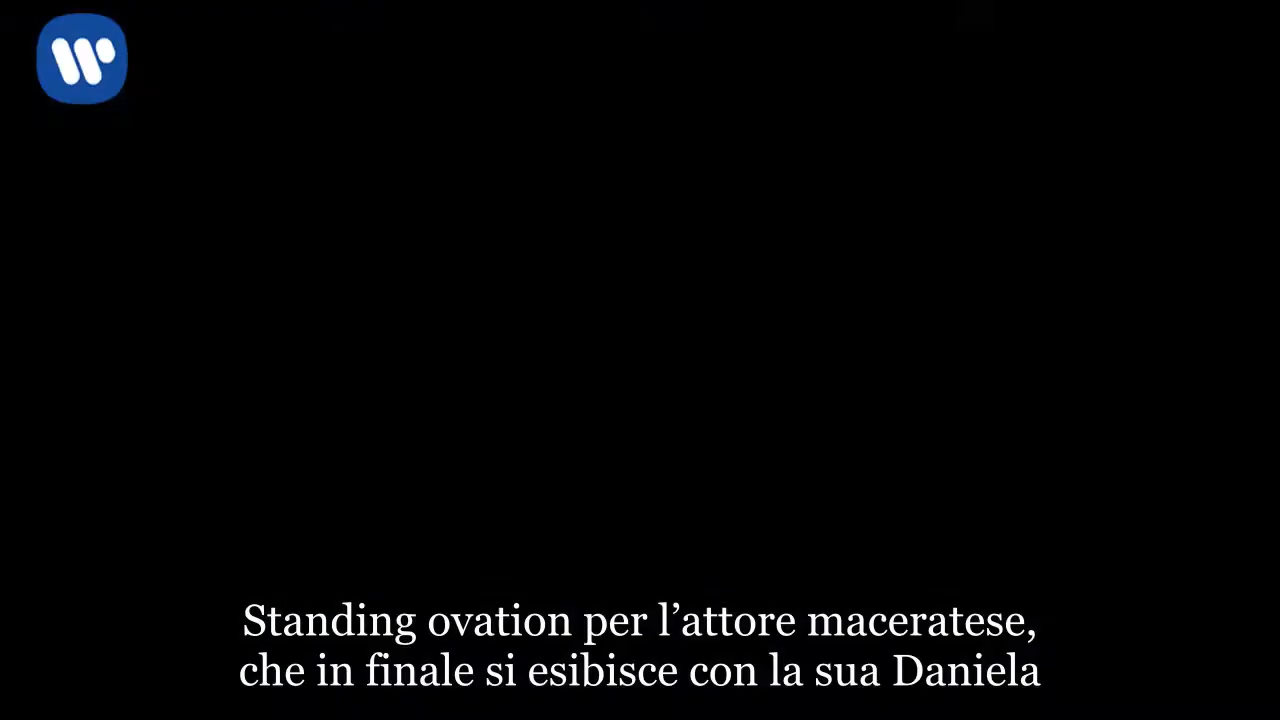 Standing ovation per l’attore maceratese,
che in finale si esibisce con la sua Daniela